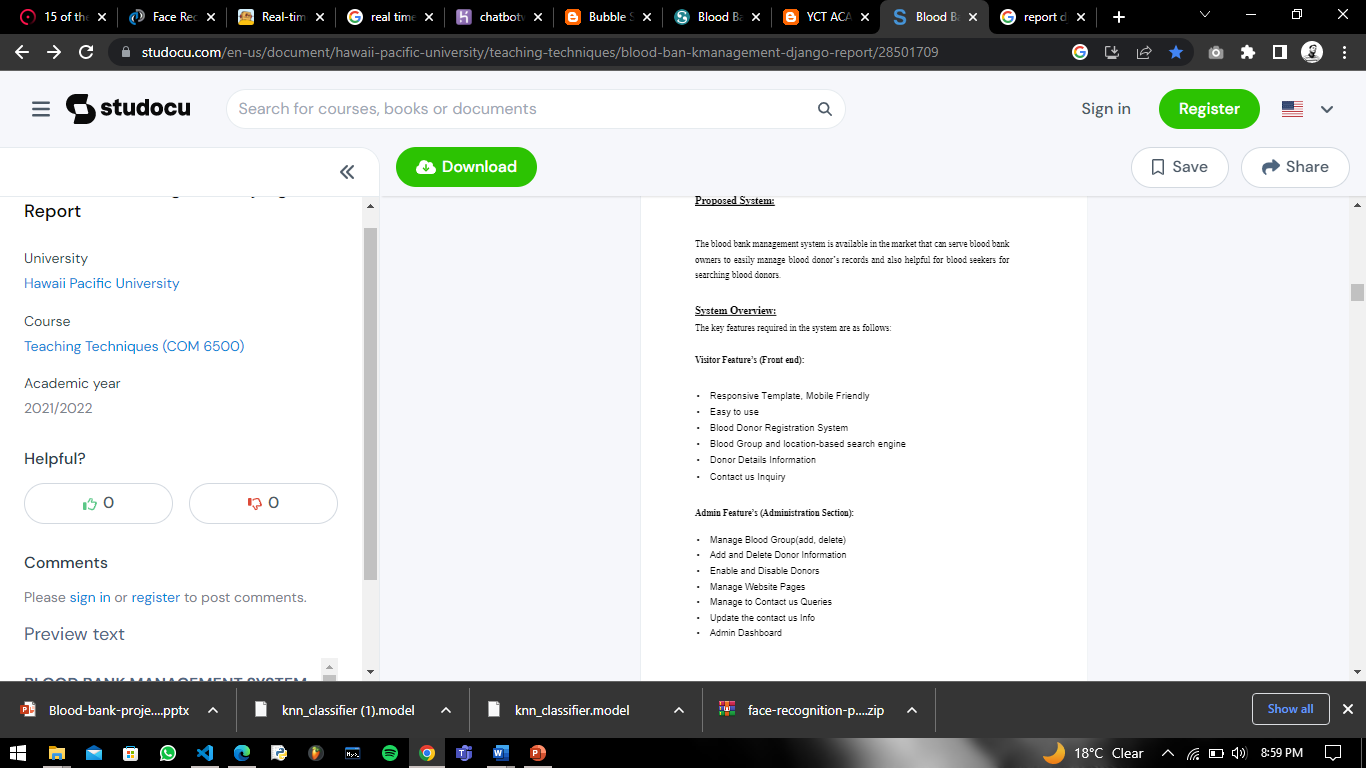 15 of the
Face Rec
Real-tim
real time
chatbotv
Bubble S
Blood Ba
YCT ACA
Blood Ba
report d
studocu.com/en-us/document/hawaii-pacific-university/teaching-techniques/blood-ban-kmanagement-django-report/28501709
studocu
Search for courses, books or documents
Sign in
Register
Download
Save
Share
Report
University
Hawaii Pacific University
Course
Teaching Techniques (COM 6500)
Academic year
2021/2022
Helpful?
0
0
Comments
Please sign in or register to post comments.
Preview text
BLOOD BANK MANAGEMENT SYSTEM
Proposed System:
The blood bank management system is available in the market that can serve blood bank
owners to easily manage blood donor's records and also helpful for blood seekers for
searching blood donors.
System Overview:
The key features required in the system are as follows:
Visitor Feature's (Front end):
• Responsive Template, Mobile Friendly
• Easy to use
• Blood Donor Registration System
• Blood Group and location-based search engine
• Donor Details Information
• Contact us Inquiry
Admin Feature's (Administration Section):
• Manage Blood Group(add, delete)
• Add and Delete Donor Information
• Enable and Disable Donors
• Manage Website Pages
• Manage to Contact us Queries
• Update the contact us Info
• Admin Dashboard
Blood-bank-proje....pptx
knn_classifier (1).model
knn_classifier.model
face-recognition-p....zip
Show all
18°C Clear
8:59 PM